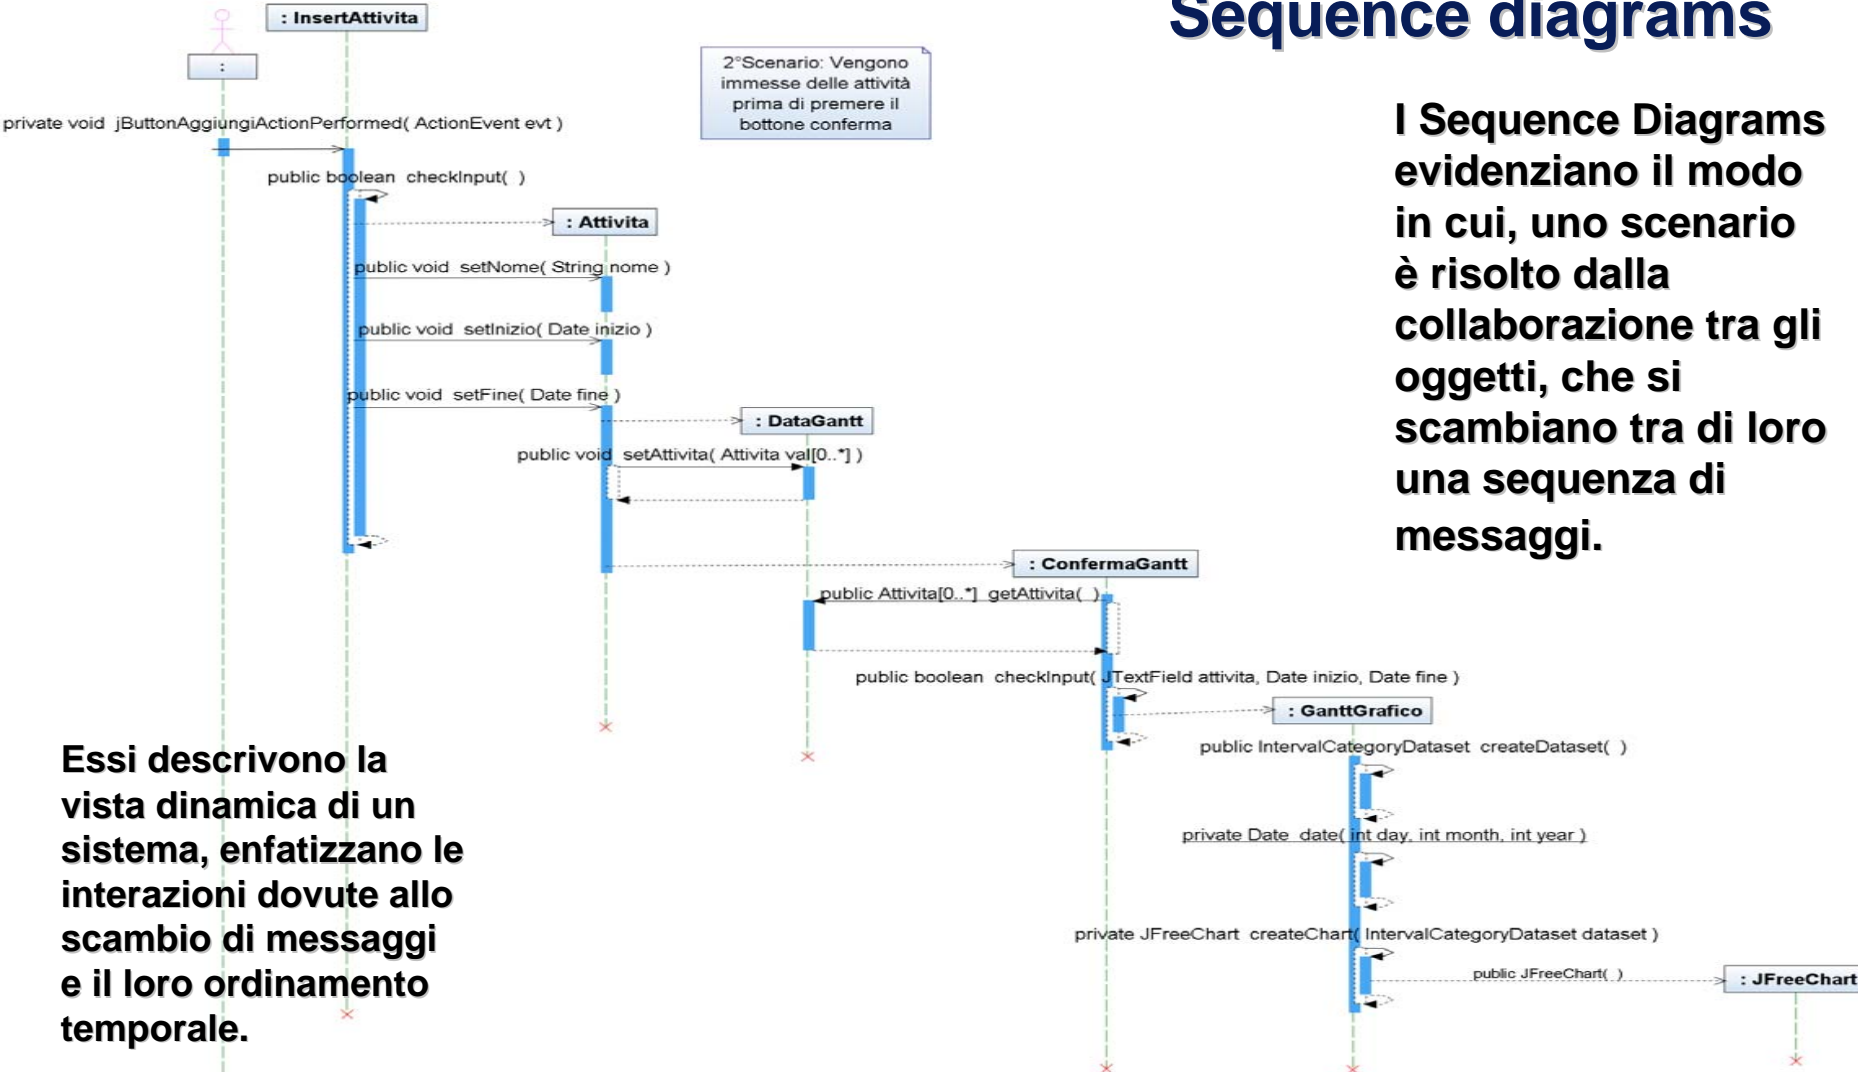 Sequence diagrams
: InsertAttivita
:
2°Scenario: Vengono
immesse delle attività
prima di premere il
bottone conferma
private void jButtonAggiungiActionPerformed( ActionEvent evt )
public boolean checkInput( )
: Attivita
public void setNome( String nome )
public void setInizio( Date inizio )
public void setFine( Date fine )
: DataGantt
public void setAttivita( Attivita val[0..*] )
: ConfermaGantt
public Attivita[0..*] getAttivita( )
public boolean checkInput( JTextField attivita, Date inizio, Date fine )
: GanttGrafico
public IntervalCategoryDataset createDataset( )
private Date date( int day, int month, int year )
private JFreeChart createChart( IntervalCategoryDataset dataset )
public JFreeChart( )
: JFreeChart
I Sequence Diagrams
evidenziano il modo
in cui, uno scenario
è risolto dalla
collaborazione tra gli
oggetti, che si
scambiano tra di loro
una sequenza di
messaggi.
Essi descrivono la
vista dinamica di un
sistema, enfatizzano le
interazioni dovute allo
scambio di messaggi
e il loro ordinamento
temporale.